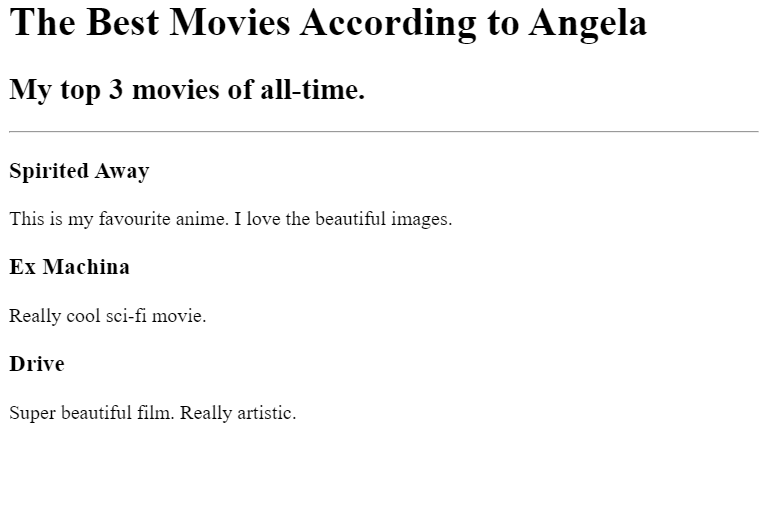 The Best Movies According to Angela
My top 3 movies of all-time.
Spirited Away
This is my favourite anime. I love the beautiful images.
Ex Machina
Really cool sci-fi movie.
Drive
Super beautiful film. Really artistic.